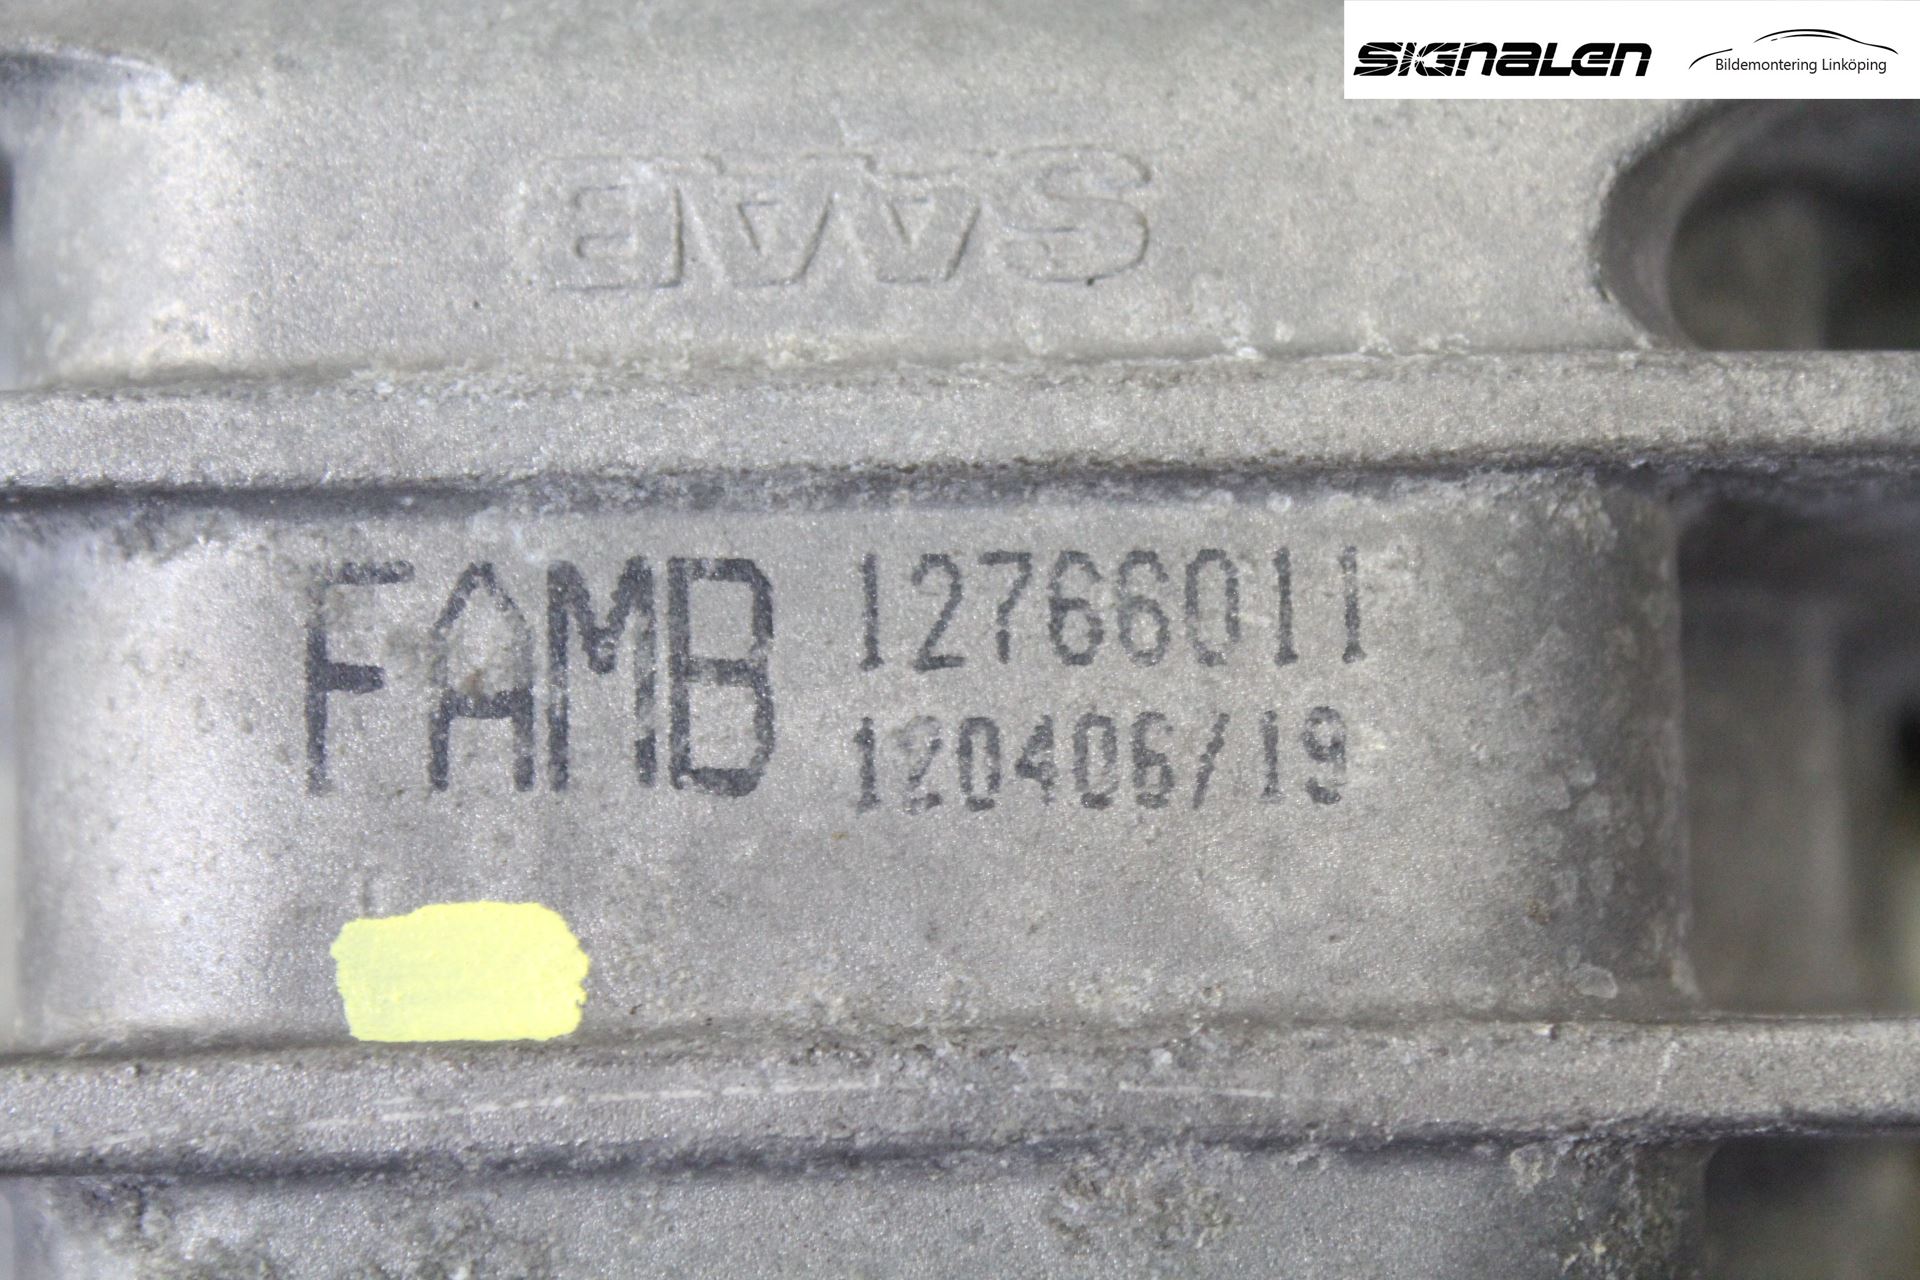 SIGNALEN
Bildemontering Linköping
SAAB
FAMB 12766011
120406/19